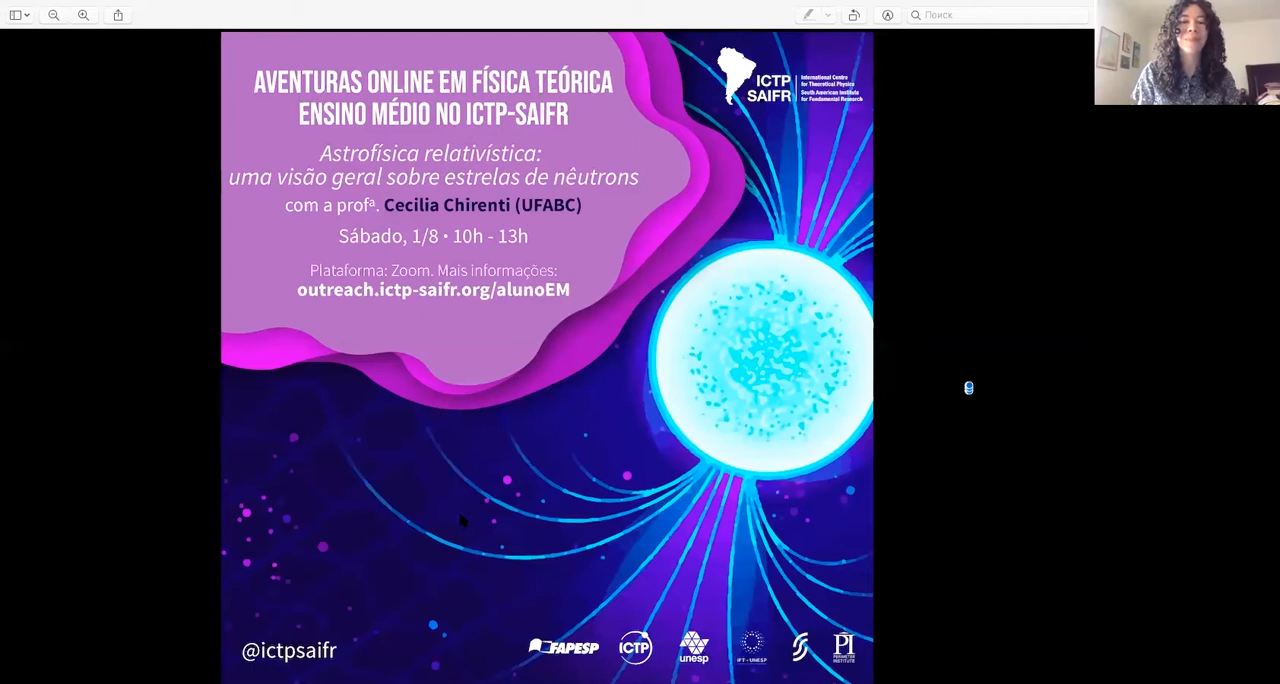 Поиск
AVENTURAS ONLINE EM FÍSICA TEÓRICA
ENSINO MÉDIO NO ICTP-SAIFR
Astrofísica relativística:
uma visão geral sobre estrelas de nêutrons
com a profª. Cecilia Chirenti (UFABC)
Sábado, 1/8 • 10h - 13h
Plataforma: Zoom. Mais informações:
outreach.ictp-saifr.org/alunoEM
ICTP
SAIFR
International Centre
for Theoretical Physics
South American Institute
for Fundamental Research
@ictpsaifr
FAPESP
ICTP
unesp
IFT - UNESP
PI
PERIMETER
INSTITUTE